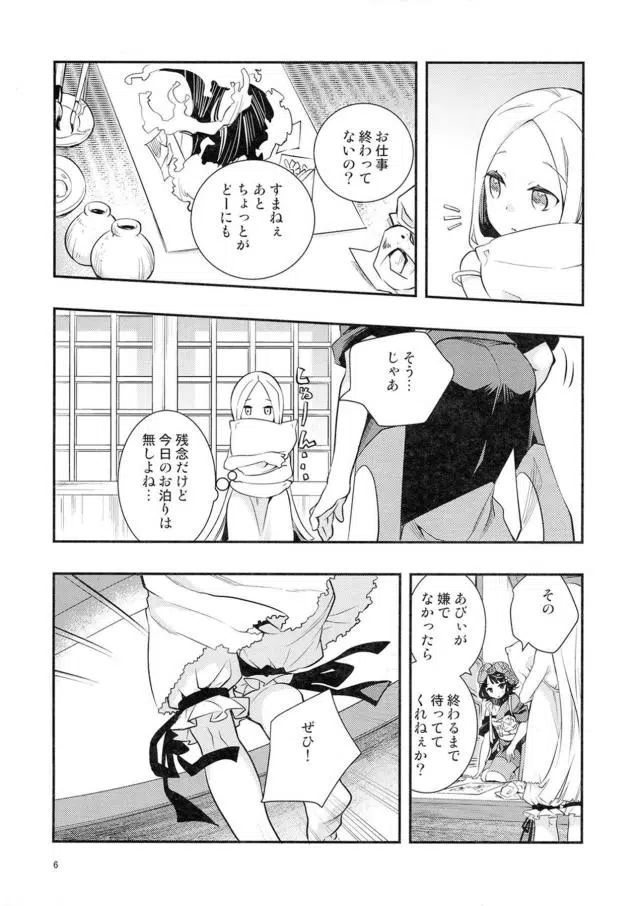 お仕事
終わって
ないの？
すまねぇ
あと
ちょっとが
どーにも
そう…
じゃあ
しゅーん…
残念だけど
今日のお泊りは
無しよね…
その
あびぃが
嫌で
なかったら
終わるまで
待ってて
くれねぇか？
ぜひ！
6